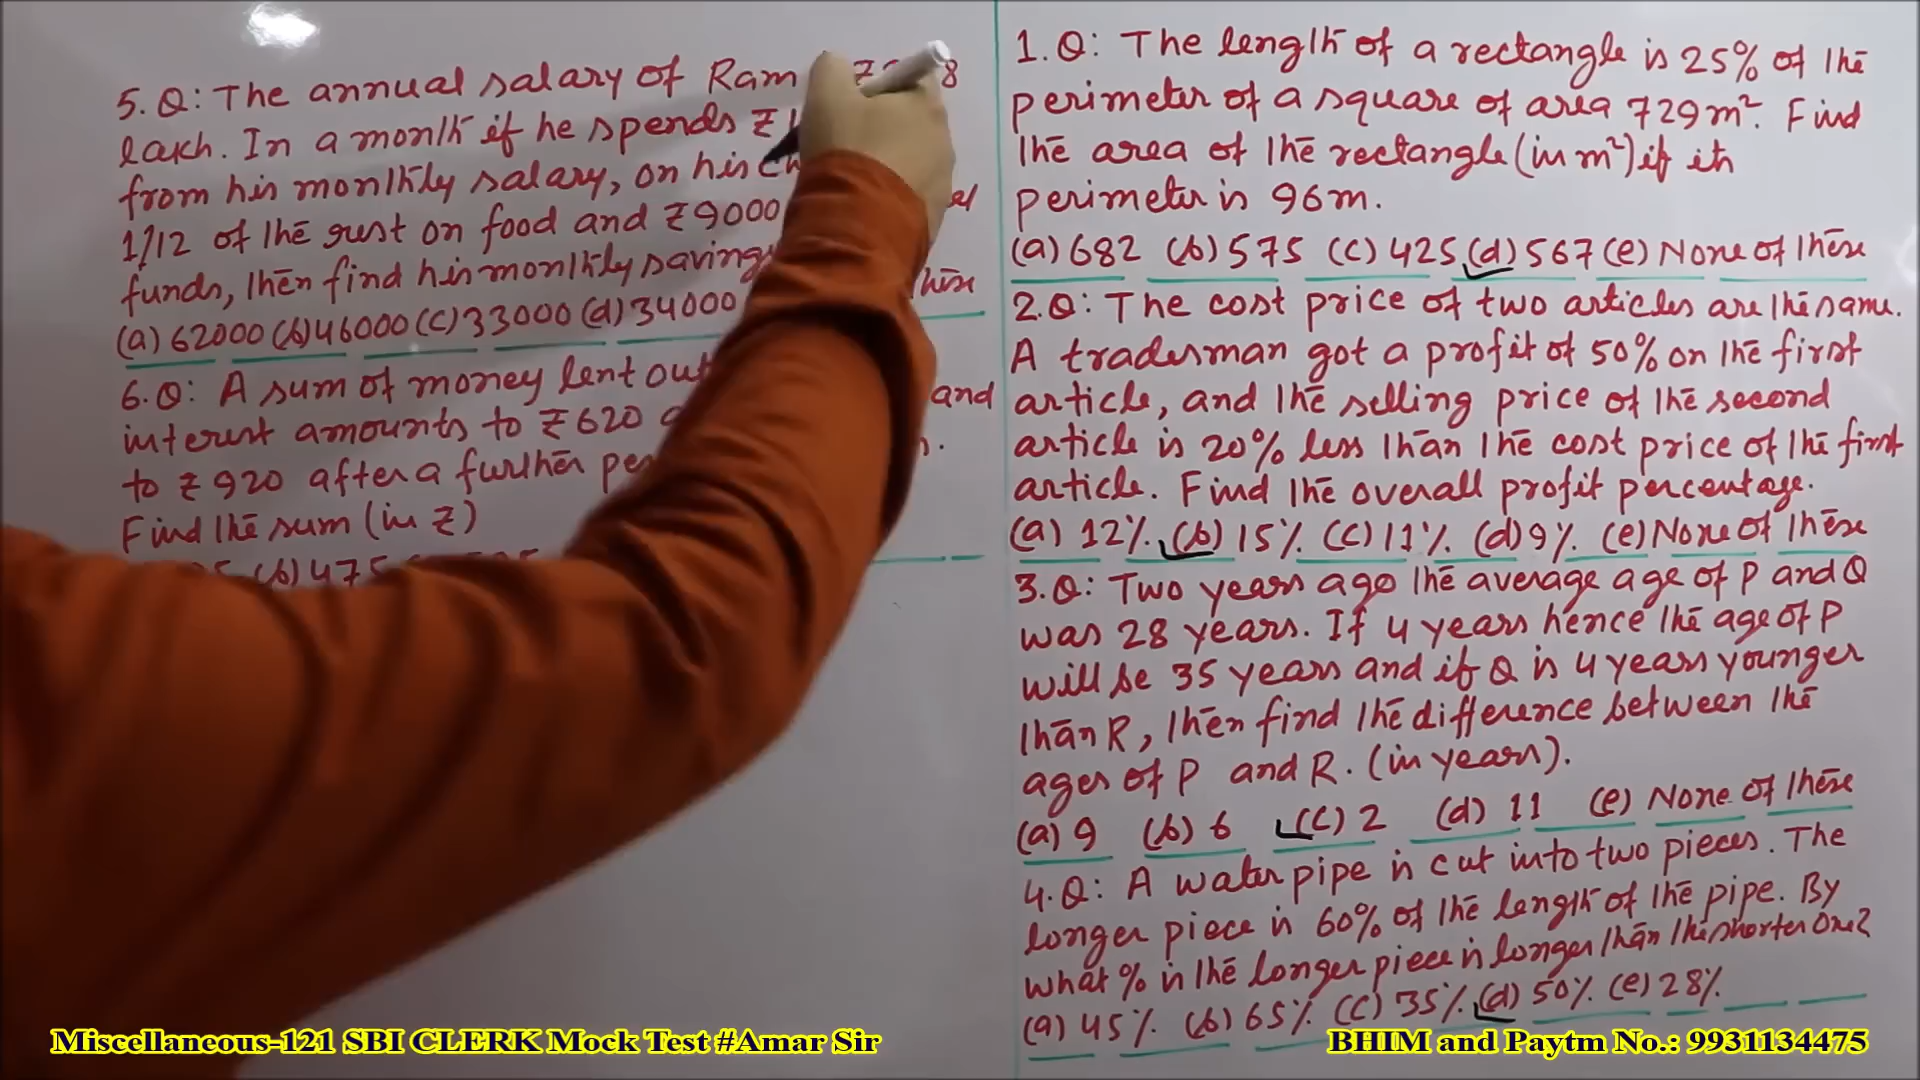 5. Q: The annual salary of Ram 8
lakh. In a month if he spends ₹
from his monthly salary, on his
1/12 of the rest on food and ₹9000
funds, then find his monthly savings
(a) 62000 (b) 46000 (c) 33000 (d) 34000 these
6. Q: A sum of money lent out and
interest amounts to ₹620
to ₹920 after a further
Find the sum (in ₹)
(b) 475
1. Q: The length of a rectangle is 25% of the
perimeter of a square of area 729m². Find
the area of the rectangle (in m²) if its
perimeter is 96m.
(a) 682 (b) 575 (c) 425 (d) 567 (e) None of these
2. Q: The cost price of two articles are the same.
A tradesman got a profit of 50% on the first
article, and the selling price of the second
article is 20% less than the cost price of the first
article. Find the overall profit percentage.
(a) 12% (b) 15% (c) 11% (d) 9% (e) None of these
3. Q: Two years ago the average age of P and Q
was 28 years. If 4 years hence the age of P
will be 35 years and if Q is 4 years younger
than R, then find the difference between the
ages of P and R. (in years).
(a) 9 (b) 6 (c) 2 (d) 11 (e) None of these
4. Q: A water pipe is cut into two pieces. The
longer piece is 60% of the length of the pipe. By
what % is the longer piece is longer than the shorter one?
(a) 45% (b) 65% (c) 35% (d) 50% (e) 28%
Miscellaneous-121 SBI CLERK Mock Test #Amar Sir
BHIM and Paytm No.: 9931134475